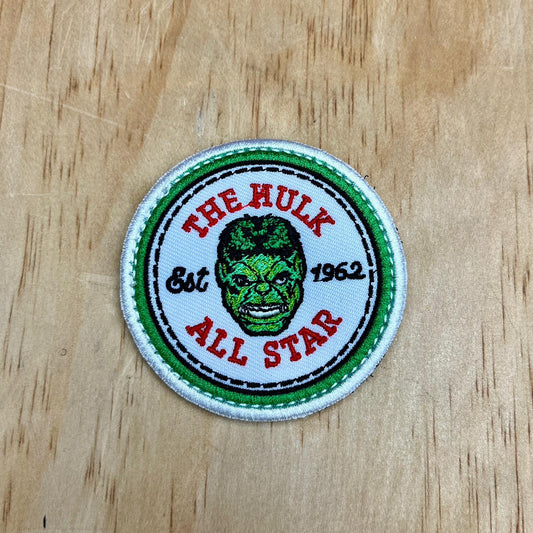 THE HULK
Est 1962
ALL STAR